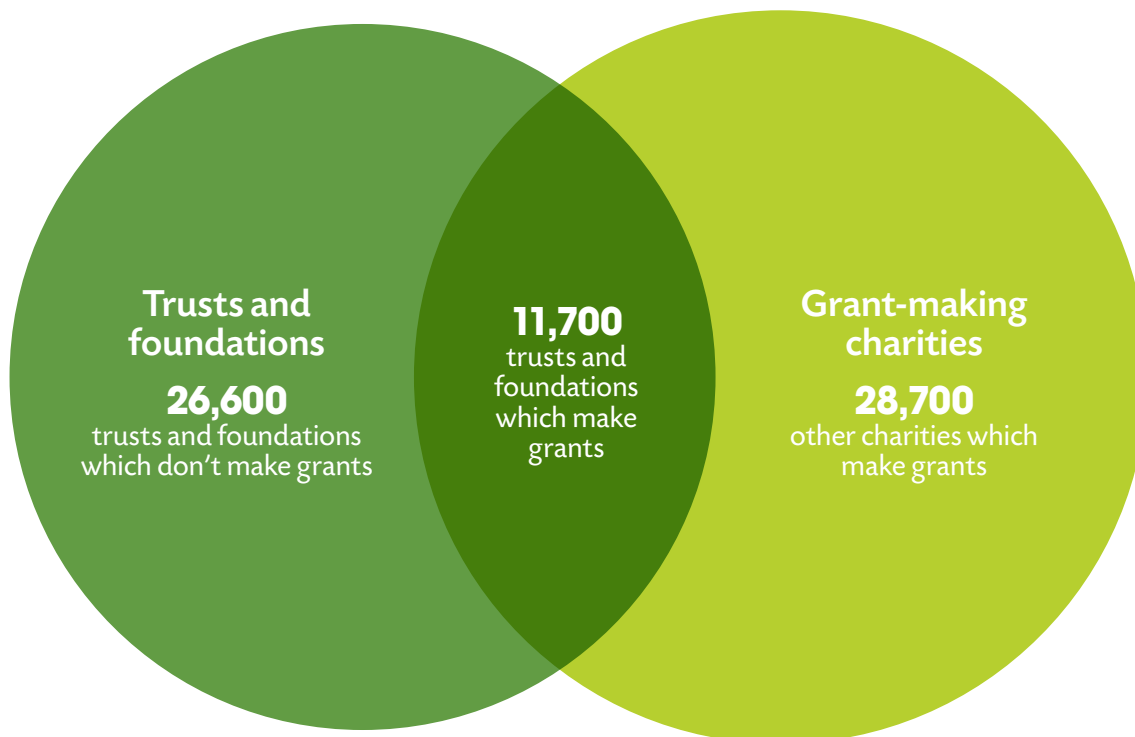 Trusts and
foundations
26,600
trusts and foundations
which don't make grants
11,700
trusts and
foundations
which make
grants
Grant-making
charities
28,700
other charities which
make grants